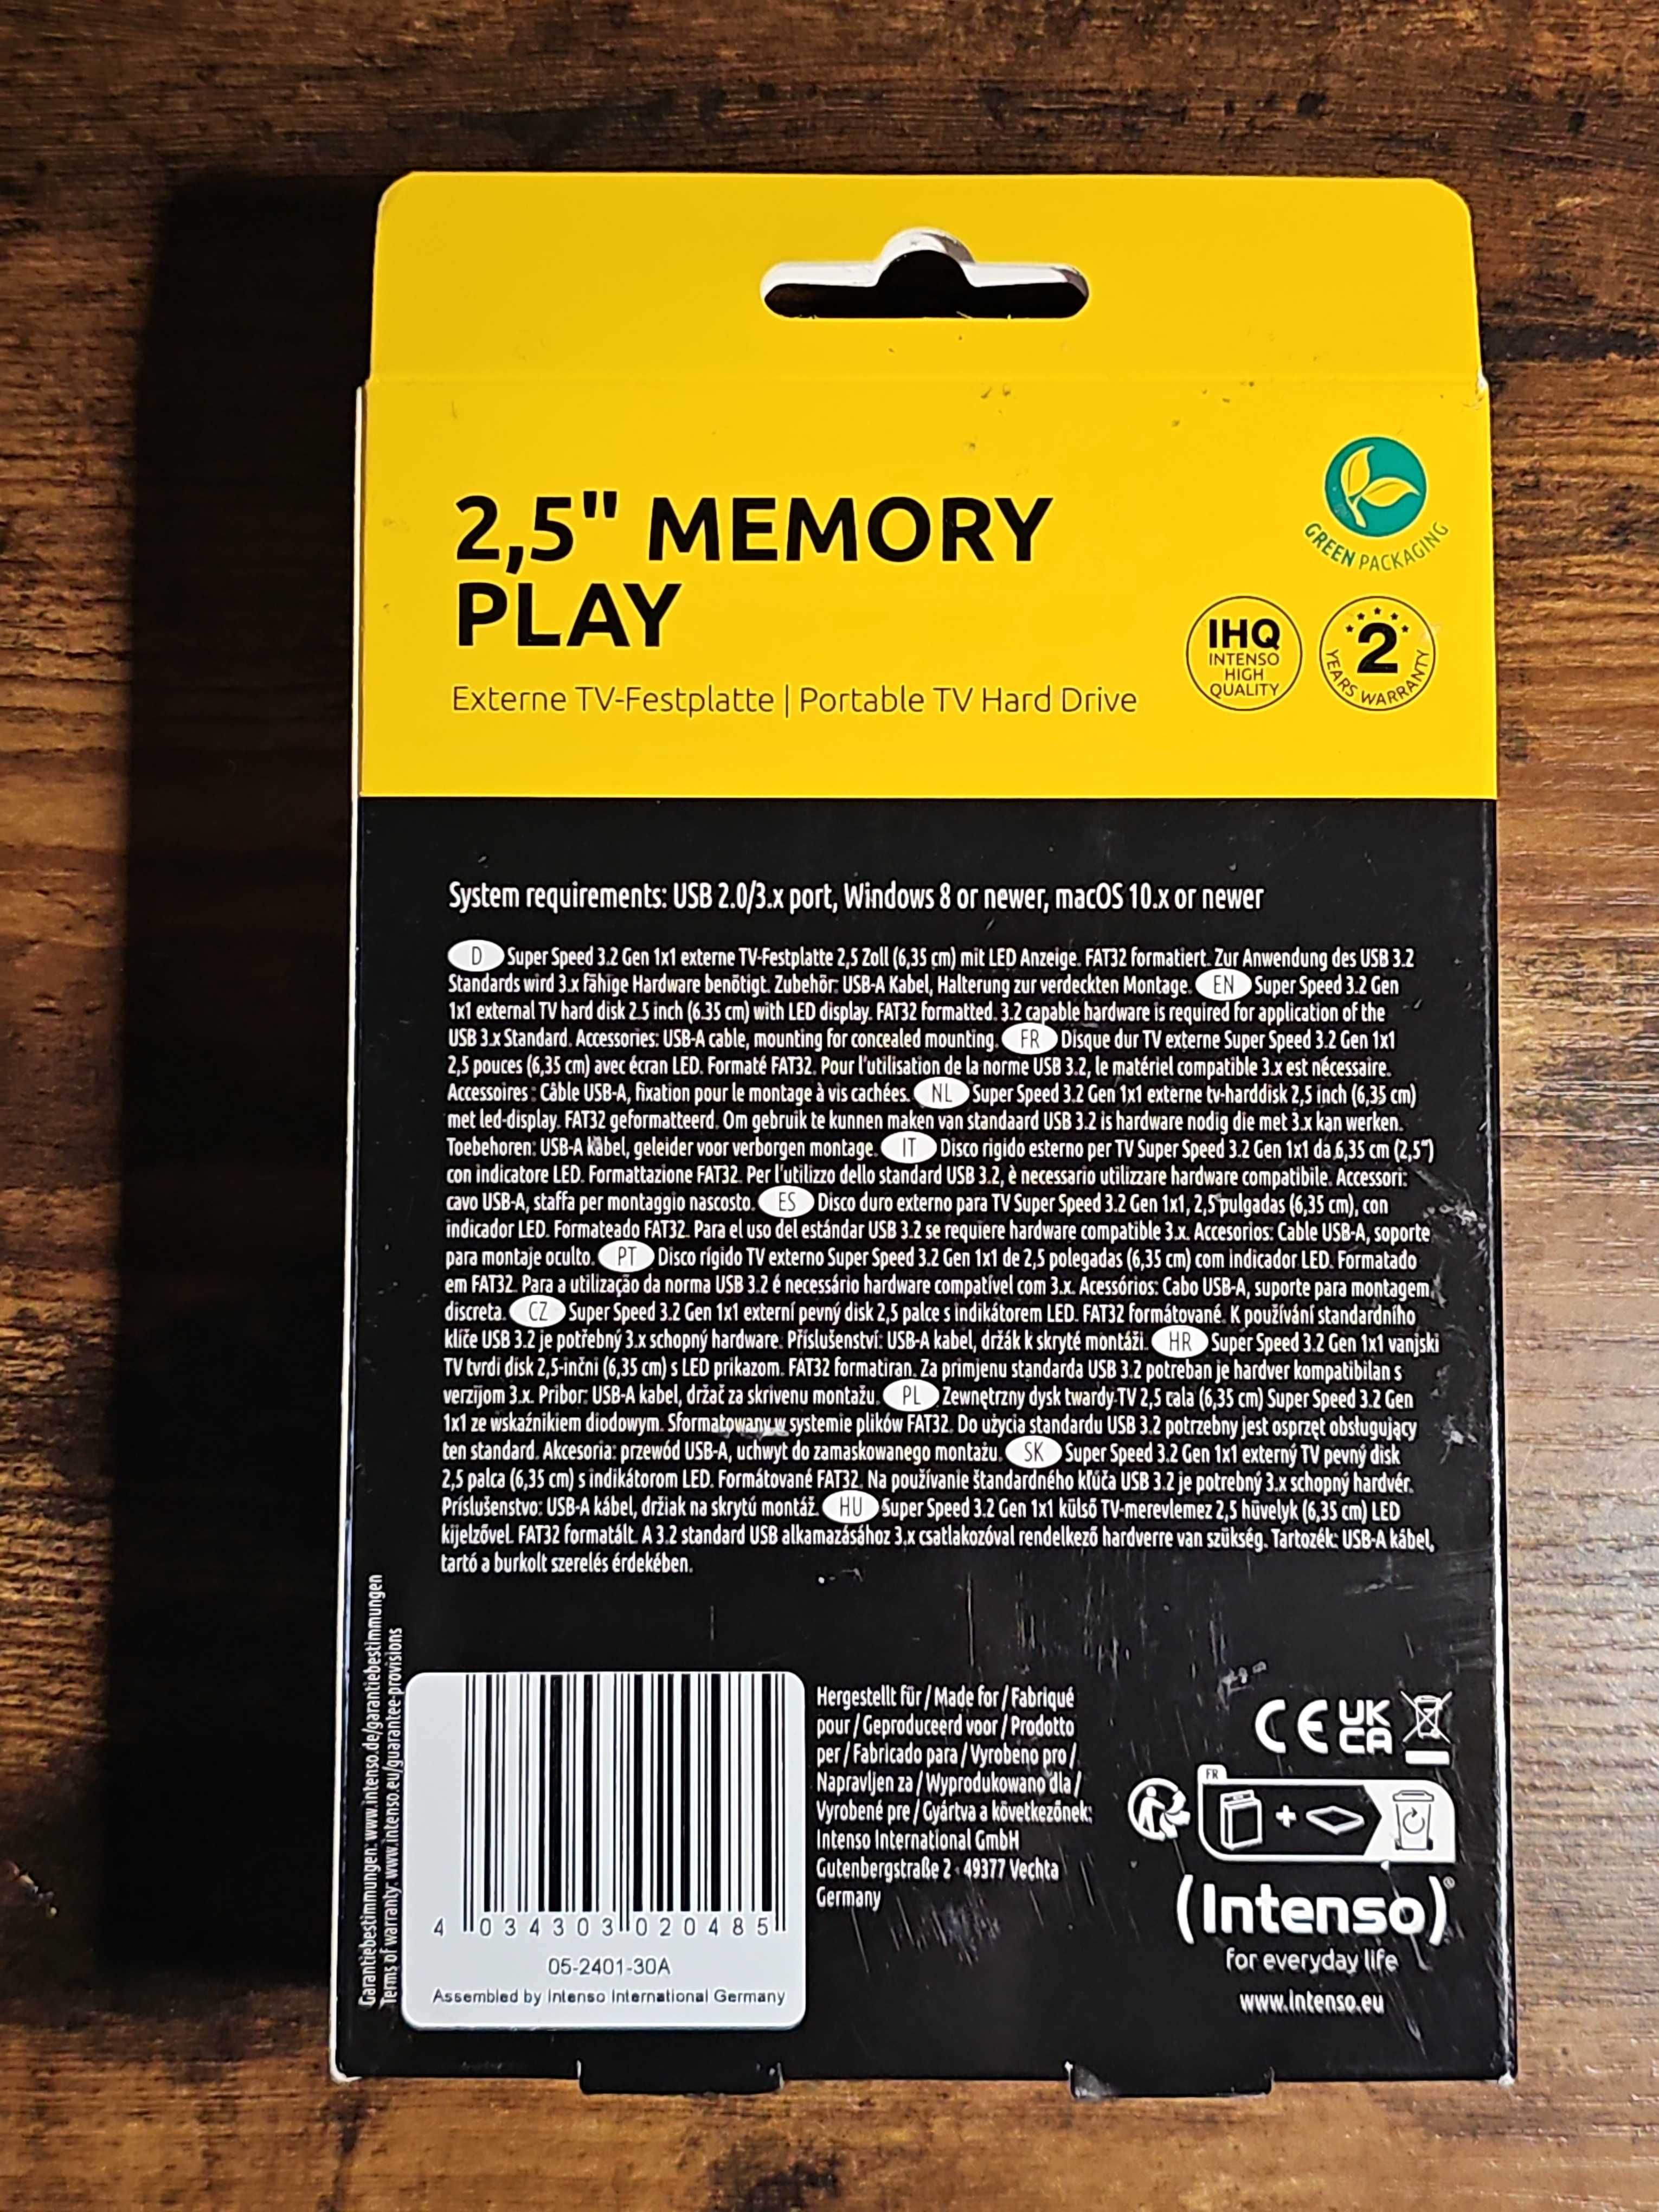 2,5" MEMORY
PLAY
Externe TV-Festplatte | Portable TV Hard Drive
GREEN PACKAGING
IHQ
INTENSO
HIGH
QUALITY
2
YEARS WARRANTY
System requirements: USB 2.0/3.x port, Windows 8 or newer, macOS 10.x or newer
D Super Speed 3.2 Gen 1x1 externe TV-Festplatte 2,5 Zoll (6,35 cm) mit LED Anzeige. FAT32 formatiert. Zur Anwendung des USB 3.2
Standards wird 3.x fähige Hardware benötigt. Zubehör: USB-A Kabel, Halterung zur verdeckten Montage. EN Super Speed 3.2 Gen
1x1 external TV hard disk 2.5 inch (6.35 cm) with LED display. FAT32 formatted. 3.2 capable hardware is required for application of the
USB 3.x Standard. Accessories: USB-A cable, mounting for concealed mounting. FR Disque dur TV externe Super Speed 3.2 Gen 1x1
2,5 pouces (6,35 cm) avec écran LED. Formaté FAT32. Pour l'utilisation de la norme USB 3.2, le matériel compatible 3.x est nécessaire.
Accessoires : Câble USB-A, fixation pour le montage à vis cachées. NL Super Speed 3.2 Gen 1x1 externe tv-harddisk 2,5 inch (6,35 cm)
met led-display. FAT32 geformatteerd. Om gebruik te kunnen maken van standaard USB 3.2 is hardware nodig die met 3.x kan werken.
Toebehoren: USB-A kabel, geleider voor verborgen montage. IT Disco rigido esterno per TV Super Speed 3.2 Gen 1x1 da 6,35 cm (2,5")
con indicatore LED. Formattazione FAT32. Per l'utilizzo dello standard USB 3.2, è necessario utilizzare hardware compatibile. Accessori:
cavo USB-A, staffa per montaggio nascosto. ES Disco duro externo para TV Super Speed 3.2 Gen 1x1, 2,5 pulgadas (6,35 cm), con
indicador LED. Formateado FAT32. Para el uso del estándar USB 3.2 se requiere hardware compatible 3.x. Accesorios: Cable USB-A, soporte
para montaje oculto. PT Disco rígido TV externo Super Speed 3.2 Gen 1x1 de 2,5 polegadas (6,35 cm) com indicador LED. Formatado
em FAT32. Para a utilização da norma USB 3.2 é necessário hardware compatível com 3.x. Acessórios: Cabo USB-A, suporte para montagem
discreta. CZ Super Speed 3.2 Gen 1x1 externí pevný disk 2,5 palce s indikátorem LED. FAT32 formátované. K používání standardního
klíče USB 3.2 je potřebný 3.x schopný hardware. Příslušenství: USB-A kabel, držák k skryté montáži. HR Super Speed 3.2 Gen 1x1 vanjski
TV tvrdi disk 2,5-inčni (6,35 cm) s LED prikazom. FAT32 formatiran. Za primjenu standarda USB 3.2 potreban je hardver kompatibilan s
verzijom 3.x. Pribor: USB-A kabel, držač za skrivenu montažu. PL Zewnętrzny dysk twardy TV 2,5 cala (6,35 cm) Super Speed 3.2 Gen
1x1 ze wskaźnikiem diodowym. Sformatowany w systemie plików FAT32. Do użycia standardu USB 3.2 potrzebny jest osprzęt obsługujący
ten standard. Akcesoria: przewód USB-A, uchwyt do zamaskowanego montażu. SK Super Speed 3.2 Gen 1x1 externý TV pevný disk
2,5 palca (6,35 cm) s indikátorom LED. Formátované FAT32. Na používanie štandardného kľúča USB 3.2 je potrebný 3.x schopný hardvér.
Príslušenstvo: USB-A kábel, držiak na skrytú montáž. HU Super Speed 3.2 Gen 1x1 külső TV-merevlemez 2,5 hüvelyk (6,35 cm) LED
kijelzővel. FAT32 formatált. A 3.2 standard USB alkamazásához 3.x csatlakozóval rendelkező hardverre van szükség. Tartozék: USB-A kábel,
tartó a burkolt szerelés érdekében.
Garantiebestimmungen: www.intenso.de/garantiebestimmungen
Terms of warranty: www.intenso.eu/guarantee-provisions
4 034303 020485
05-2401-30A
Assembled by Intenso International Germany
Hergestellt für / Made for / Fabriqué
pour / Geproduceerd voor / Prodotto
per / Fabricado para / Vyrobeno pro /
Napravljen za / Wyprodukowano dla /
Vyrobené pre / Gyártva a következőnek:
Intenso International GmbH
Gutenbergstraße 2 · 49377 Vechta
Germany
CE UK
CA
FR
(Intenso)®
for everyday life
www.intenso.eu